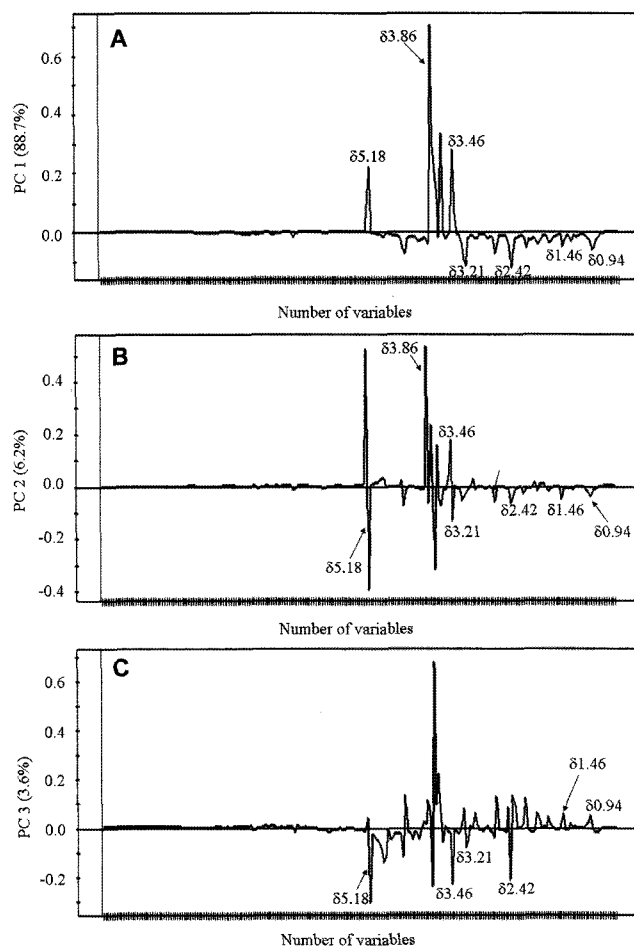 A
PC 1 (88.7%)
0.6
0.4
0.2
0.0
δ3.86
δ3.46
δ5.18
δ3.21
δ2.42
δ1.46
δ0.94
Number of variables
B
PC 2 (6.2%)
0.4
0.2
0.0
-0.2
-0.4
δ3.86
δ3.46
δ5.18
δ3.21
δ2.42
δ1.46
δ0.94
Number of variables
C
PC 3 (3.6%)
0.6
0.4
0.2
0.0
-0.2
δ1.46
δ0.94
δ5.18
δ3.46
δ3.21
δ2.42
Number of variables